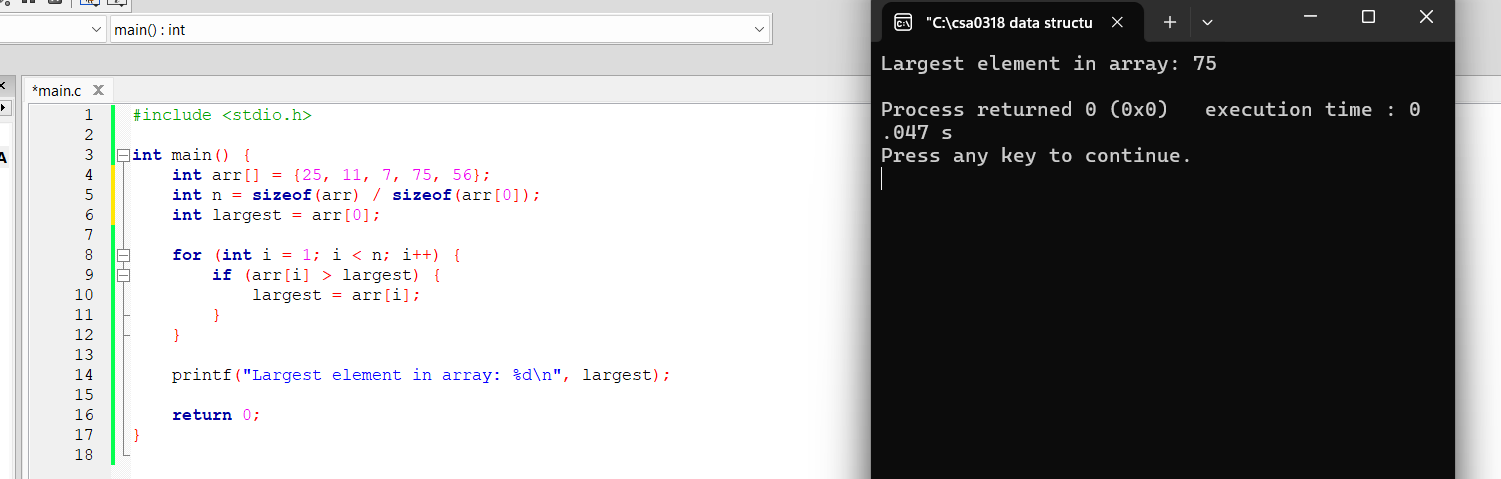 main() : int
*main.c X
1 #include <stdio.h>
2
3 int main() {
4 int arr[] = {25, 11, 7, 75, 56};
5 int n = sizeof(arr) / sizeof(arr[0]);
6 int largest = arr[0];
7
8 for (int i = 1; i < n; i++) {
9 if (arr[i] > largest) {
10 largest = arr[i];
11 }
12 }
13
14 printf("Largest element in array: %d\n", largest);
15
16 return 0;
17 }
18
"C:\csa0318 data structu
Largest element in array: 75
Process returned 0 (0x0) execution time : 0
.047 s
Press any key to continue.